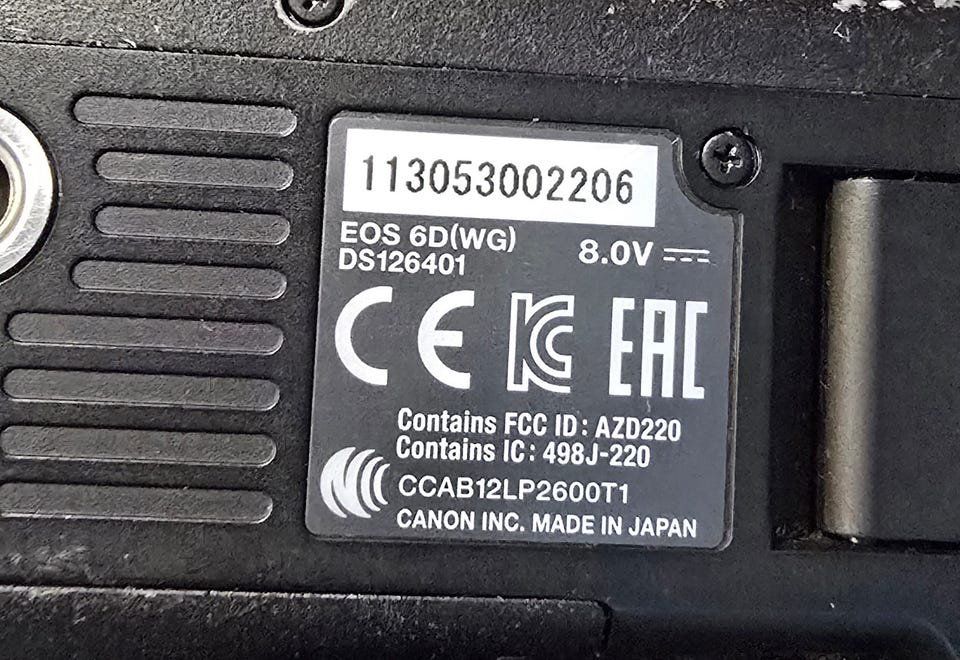 113053002206
EOS 6D(WG) 8.0V
DS126401
CE KC EAC
Contains FCC ID: AZD220
Contains IC: 498J-220
CCAB12LP2600T1
CANON INC. MADE IN JAPAN